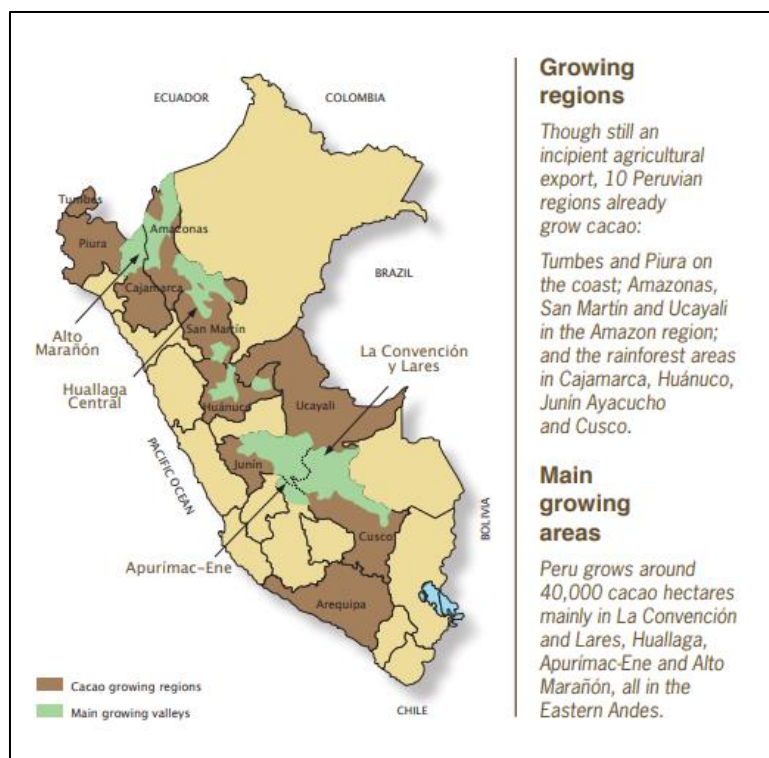 ECUADOR
COLOMBIA
Tumbes
Piura
Amazonas
BRAZIL
Cajamarca
San Martín
Alto
Marañón
La Convención
y Lares
Huallaga
Central
Huánuco
Ucayali
PACIFIC OCEAN
Junín
BOLIVIA
Cusco
Apurímac-Ene
Arequipa
Cacao growing regions
Main growing valleys
CHILE
Growing
regions
Though still an
incipient agricultural
export, 10 Peruvian
regions already
grow cacao:
Tumbes and Piura on
the coast; Amazonas,
San Martín and Ucayali
in the Amazon region;
and the rainforest areas
in Cajamarca, Huánuco,
Junín Ayacucho
and Cusco.
Main
growing
areas
Peru grows around
40,000 cacao hectares
mainly in La Convención
and Lares, Huallaga,
Apurímac-Ene and Alto
Marañón, all in the
Eastern Andes.